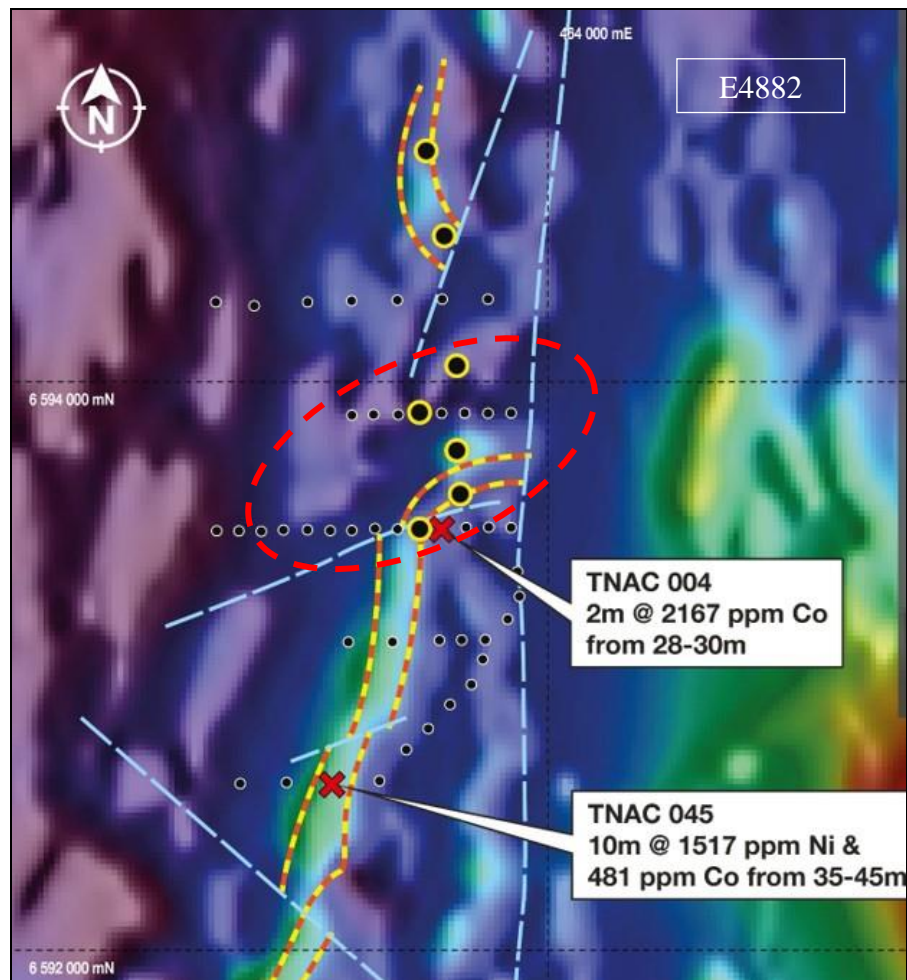 464 000 mE
E4882
N
6 594 000 mN
TNAC 004
2m @ 2167 ppm Co
from 28-30m
TNAC 045
10m @ 1517 ppm Ni &
481 ppm Co from 35-45m
6 592 000 mN